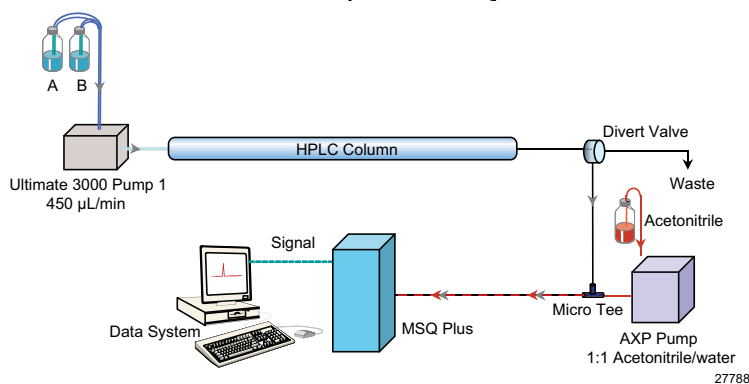 A B
Divert Valve
HPLC Column
Waste
Ultimate 3000 Pump 1
450 µL/min
Acetonitrile
Signal
Micro Tee
Data System
MSQ Plus
AXP Pump
1:1 Acetonitrile/water
27788